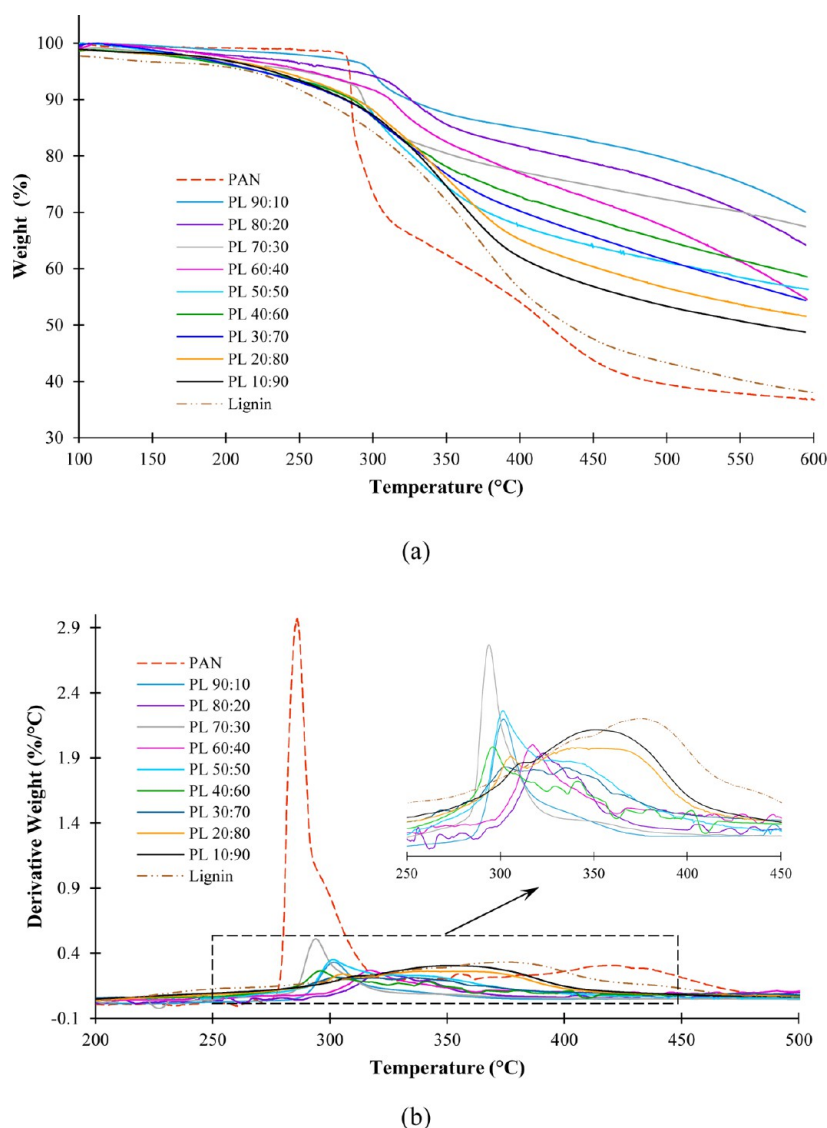 100
90
80
70
60
50
40
30
Weight (%)
PAN
PL 90:10
PL 80:20
PL 70:30
PL 60:40
PL 50:50
PL 40:60
PL 30:70
PL 20:80
PL 10:90
Lignin
100 150 200 250 300 350 400 450 500 550 600
Temperature (°C)
(a)
2.9
2.4
1.9
1.4
0.9
0.4
-0.1
Derivative Weight (%/°C)
PAN
PL 90:10
PL 80:20
PL 70:30
PL 60:40
PL 50:50
PL 40:60
PL 30:70
PL 20:80
PL 10:90
Lignin
250 300 350 400 450
200 250 300 350 400 450 500
Temperature (°C)
(b)